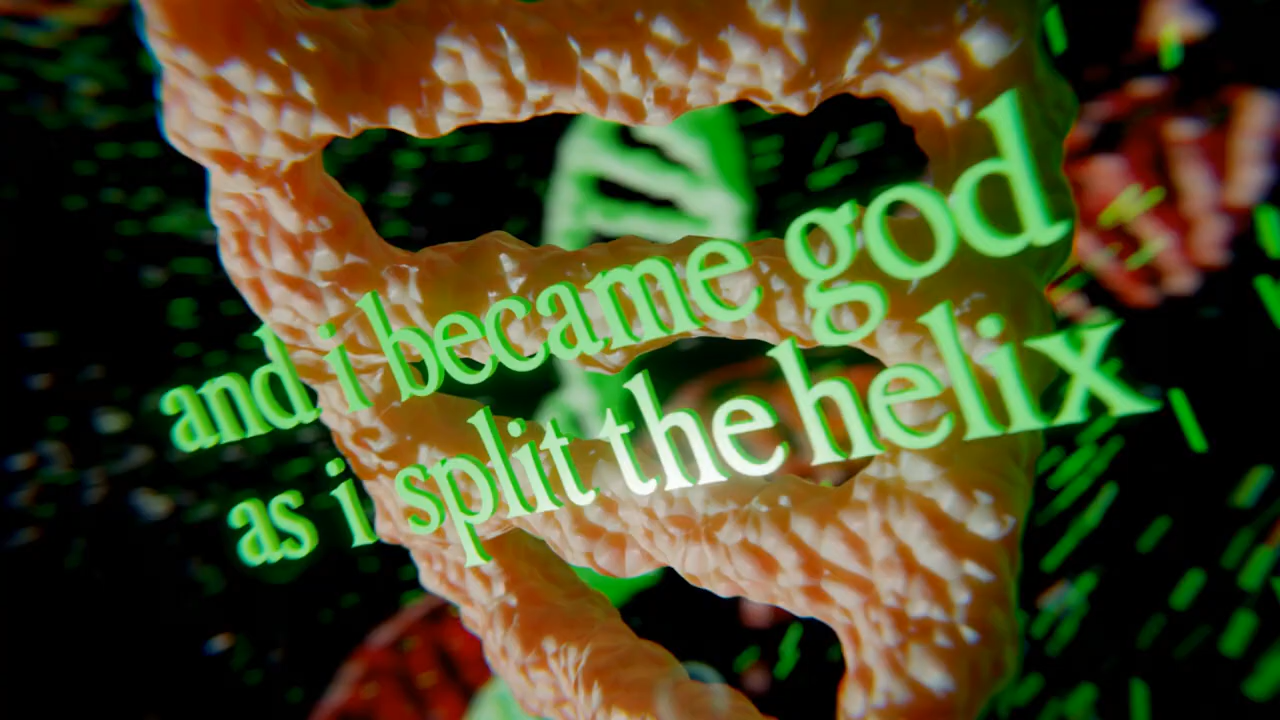 and i became god
as i split the helix